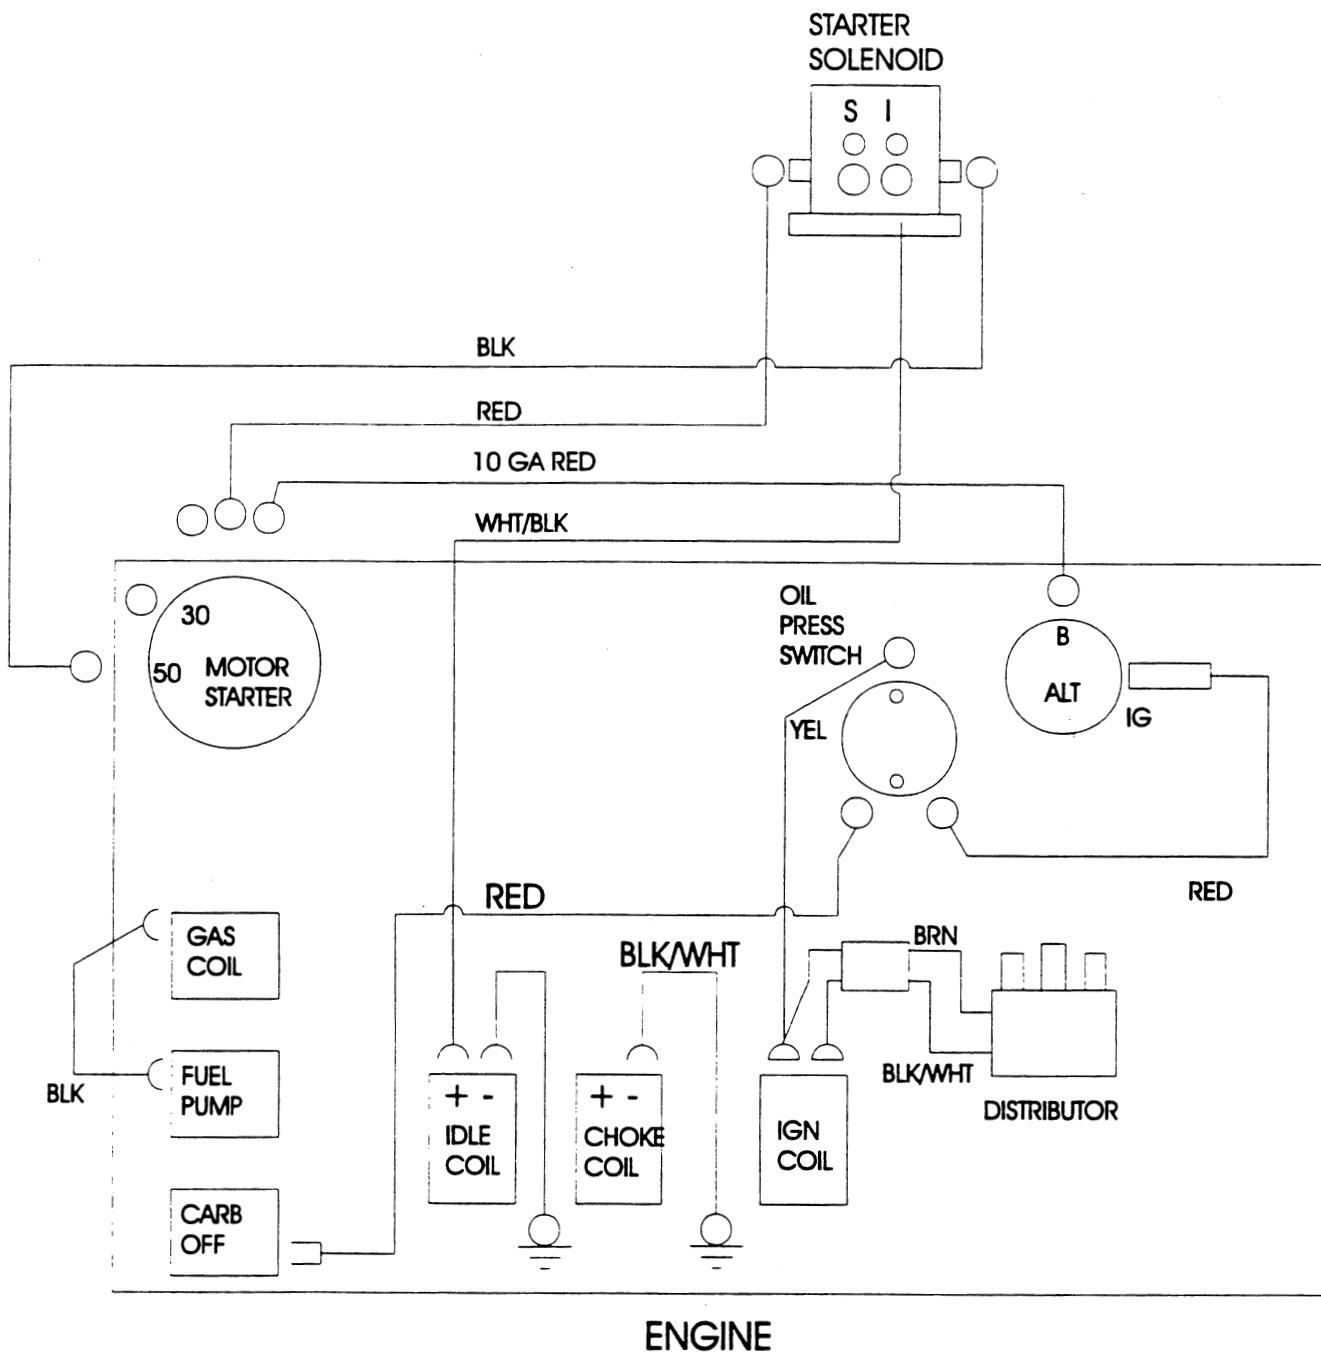 STARTER
SOLENOID
S I
BLK
RED
10 GA RED
WHT/BLK
30
50
MOTOR
STARTER
OIL
PRESS
SWITCH
YEL
B
ALT
IG
RED
RED
GAS
COIL
BLK
FUEL
PUMP
CARB
OFF
BLK/WHT
+ -
IDLE
COIL
+ -
CHOKE
COIL
IGN
COIL
BRN
BLK/WHT
DISTRIBUTOR
ENGINE